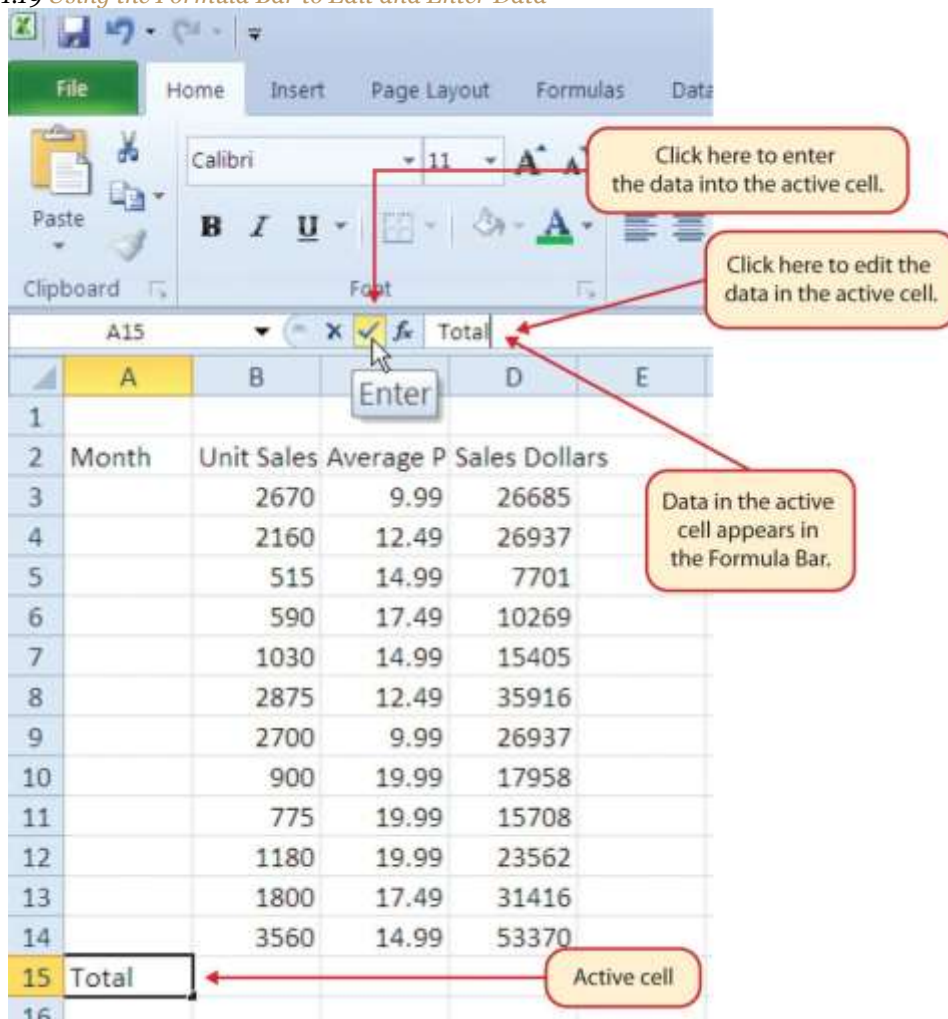 1.19 Using the Formula Bar to Edit and Enter Data
File Home Insert Page Layout Formulas Data
Calibri 11 A A
Click here to enter
the data into the active cell.
Paste
B I U A
Click here to edit the
data in the active cell.
Clipboard Font
A15 fx Total
Enter
A B D E
1
2 Month Unit Sales Average P Sales Dollars
3 2670 9.99 26685
4 2160 12.49 26937
5 515 14.99 7701
6 590 17.49 10269
7 1030 14.99 15405
8 2875 12.49 35916
9 2700 9.99 26937
10 900 19.99 17958
11 775 19.99 15708
12 1180 19.99 23562
13 1800 17.49 31416
14 3560 14.99 53370
15 Total
16
Data in the active
cell appears in
the Formula Bar.
Active cell